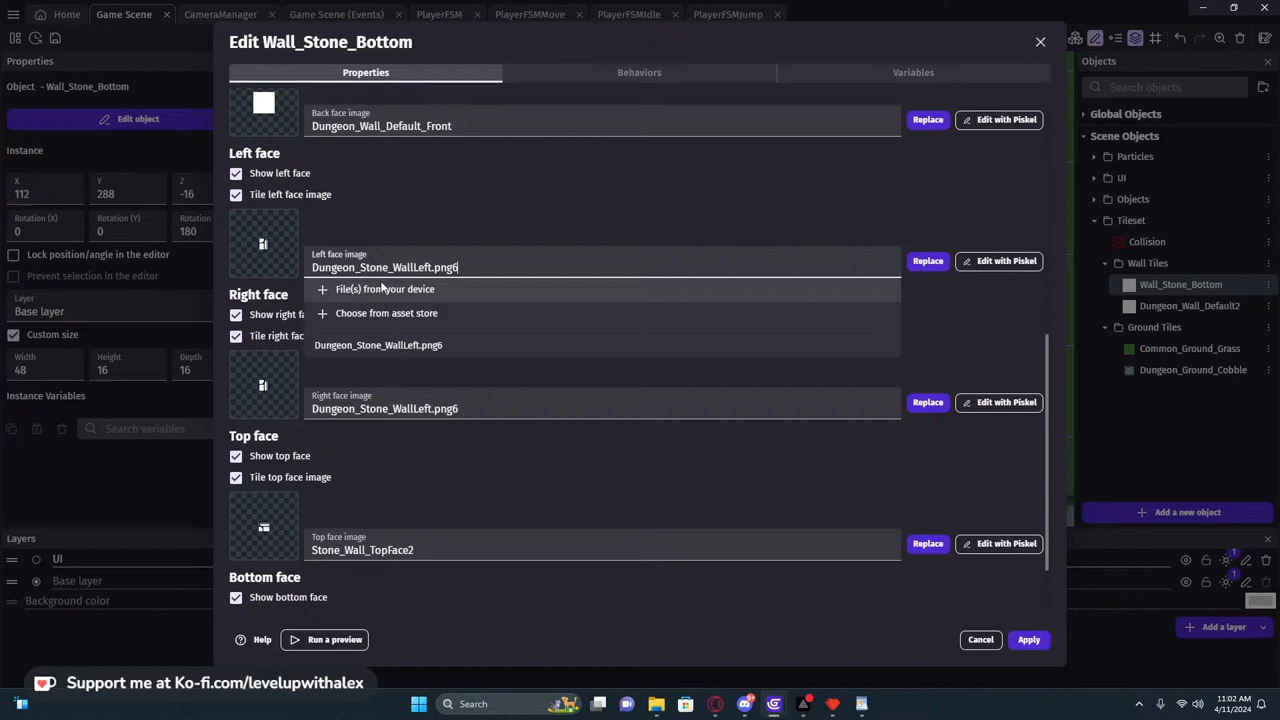 Home
Game Scene
CameraManager
Game Scene (Events)
PlayerFSM
PlayerFSMMove
PlayerFSMIdle
PlayerFSMJump
Properties
Object - Wall_Stone_Bottom
Edit object
Instance
X
112
Y
288
Z
-16
Rotation (X)
0
Rotation (Y)
0
Rotation (Z)
180
Lock position/angle in the editor
Prevent selection in the editor
Layer
Base layer
Custom size
Width
48
Height
16
Depth
16
Instance Variables
Search variables
Layers
UI
Base layer
Background color
Edit Wall_Stone_Bottom
Properties
Behaviors
Variables
Back face image
Dungeon_Wall_Default_Front
Replace
Edit with Piskel
Left face
Show left face
Tile left face image
Left face image
Dungeon_Stone_WallLeft.png6
Replace
Edit with Piskel
File(s) from your device
Choose from asset store
Dungeon_Stone_WallLeft.png6
Right face
Show right fa
Tile right fac
Right face image
Dungeon_Stone_WallLeft.png6
Replace
Edit with Piskel
Top face
Show top face
Tile top face image
Top face image
Stone_Wall_TopFace2
Replace
Edit with Piskel
Bottom face
Show bottom face
Help
Run a preview
Cancel
Apply
Objects
Search objects
Global Objects
Scene Objects
Particles
UI
Objects
Tileset
Collision
Wall Tiles
Wall_Stone_Bottom
Dungeon_Wall_Default2
Ground Tiles
Common_Ground_Grass
Dungeon_Ground_Cobble
Add a new object
1
1
Add a layer
Support me at Ko-fi.com/levelupwithalex
Search
11:02 AM
4/11/2024